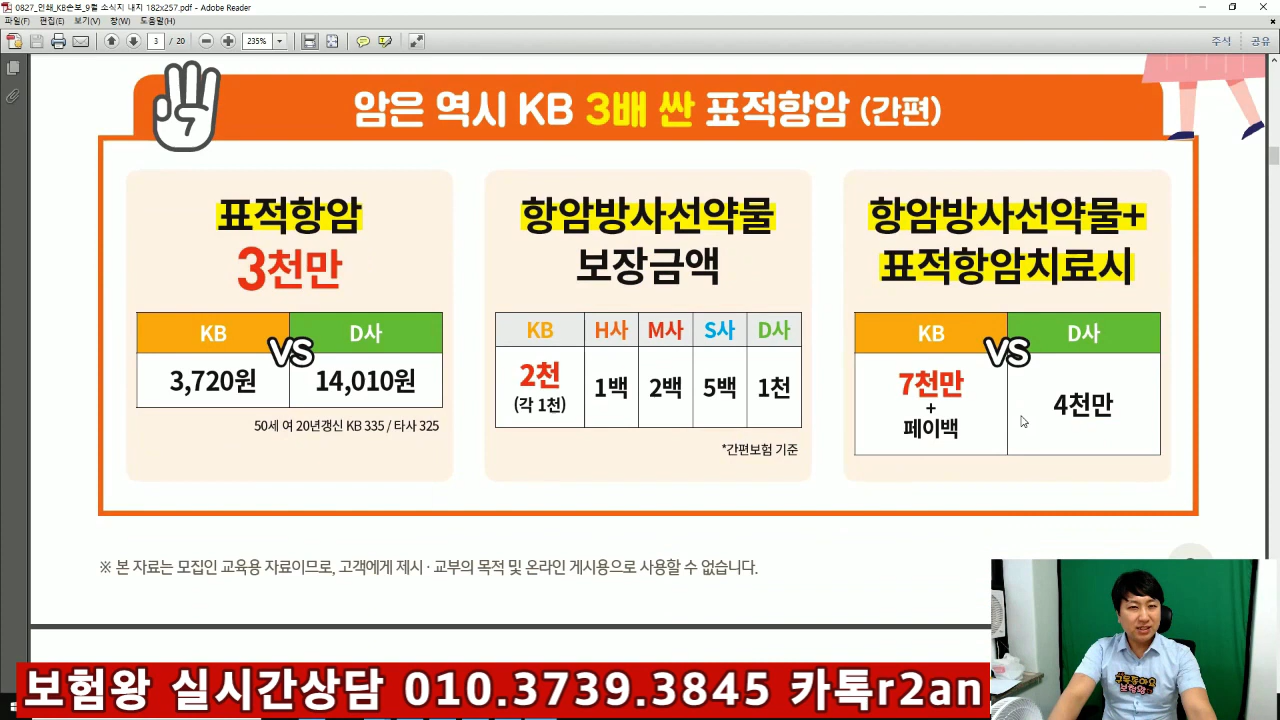 0827_인쇄_KB손보_9월 소식지 내지 182x257.pdf - Adobe Reader
파일(F) 편집(E) 보기(V) 창(W) 도움말(H)
3 / 20 235% 주석 공유
암은 역시 KB 3배 싼 표적항암 (간편)
표적항암
3천만
KB VS D사
3,720원 14,010원
50세 여 20년갱신 KB 335 / 타사 325
항암방사선약물
보장금액
KB H사 M사 S사 D사
2천 (각 1천) 1백 2백 5백 1천
*간편보험 기준
항암방사선약물+
표적항암치료시
KB VS D사
7천만 + 페이백 4천만
※ 본 자료는 모집인 교육용 자료이므로, 고객에게 제시 · 교부의 목적 및 온라인 게시용으로 사용할 수 없습니다.
구독좋아요
보험왕
보험왕 실시간상담 010.3739.3845 카톡r2an